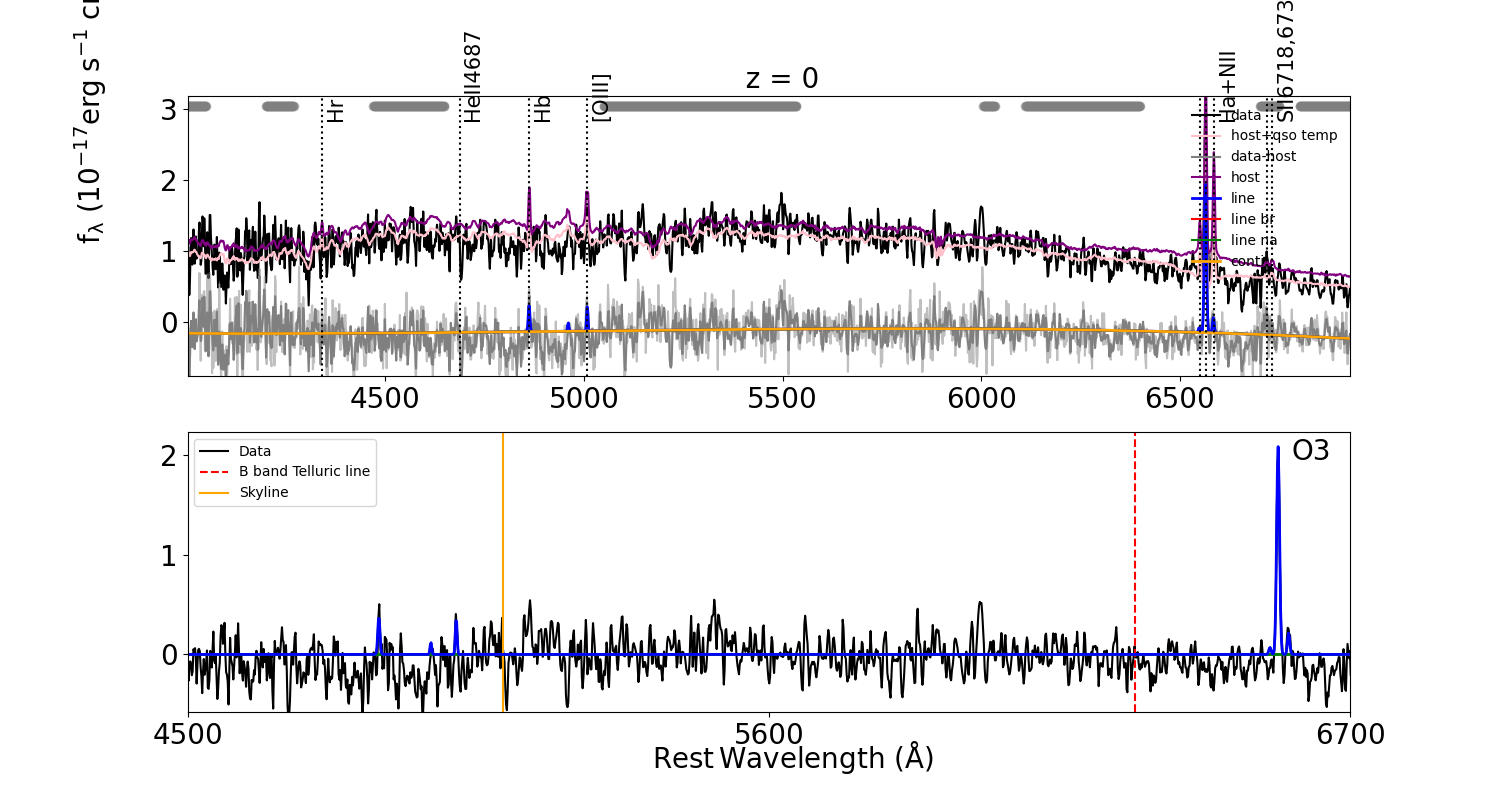 z = 0
f_λ (10^−17 erg s^−1
Hr
HeII4687
Hb
[OIII]
Ha+NII
SII6718,673
data
host+qso temp
data-host
host
line
line br
line na
conti
3
2
1
0
4500
5000
5500
6000
6500
Data
B band Telluric line
Skyline
O3
2
1
0
4500
5600
6700
Rest Wavelength (Å)